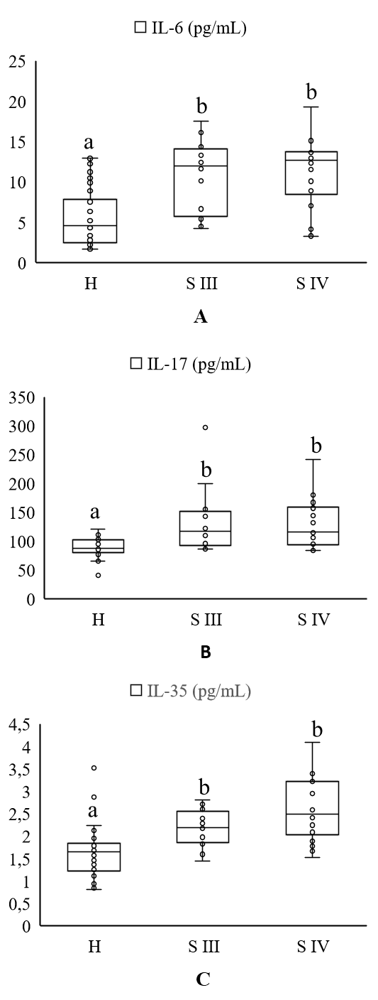 IL-6 (pg/mL)
25
b
20
b
a
15
10
5
0
H S III S IV
A
IL-17 (pg/mL)
350
300
b
250
b
200
a
150
100
50
0
H S III S IV
B
IL-35 (pg/mL)
4,5
b
4
3,5
b
3
a
2,5
2
1,5
1
0,5
0
H S III S IV
C